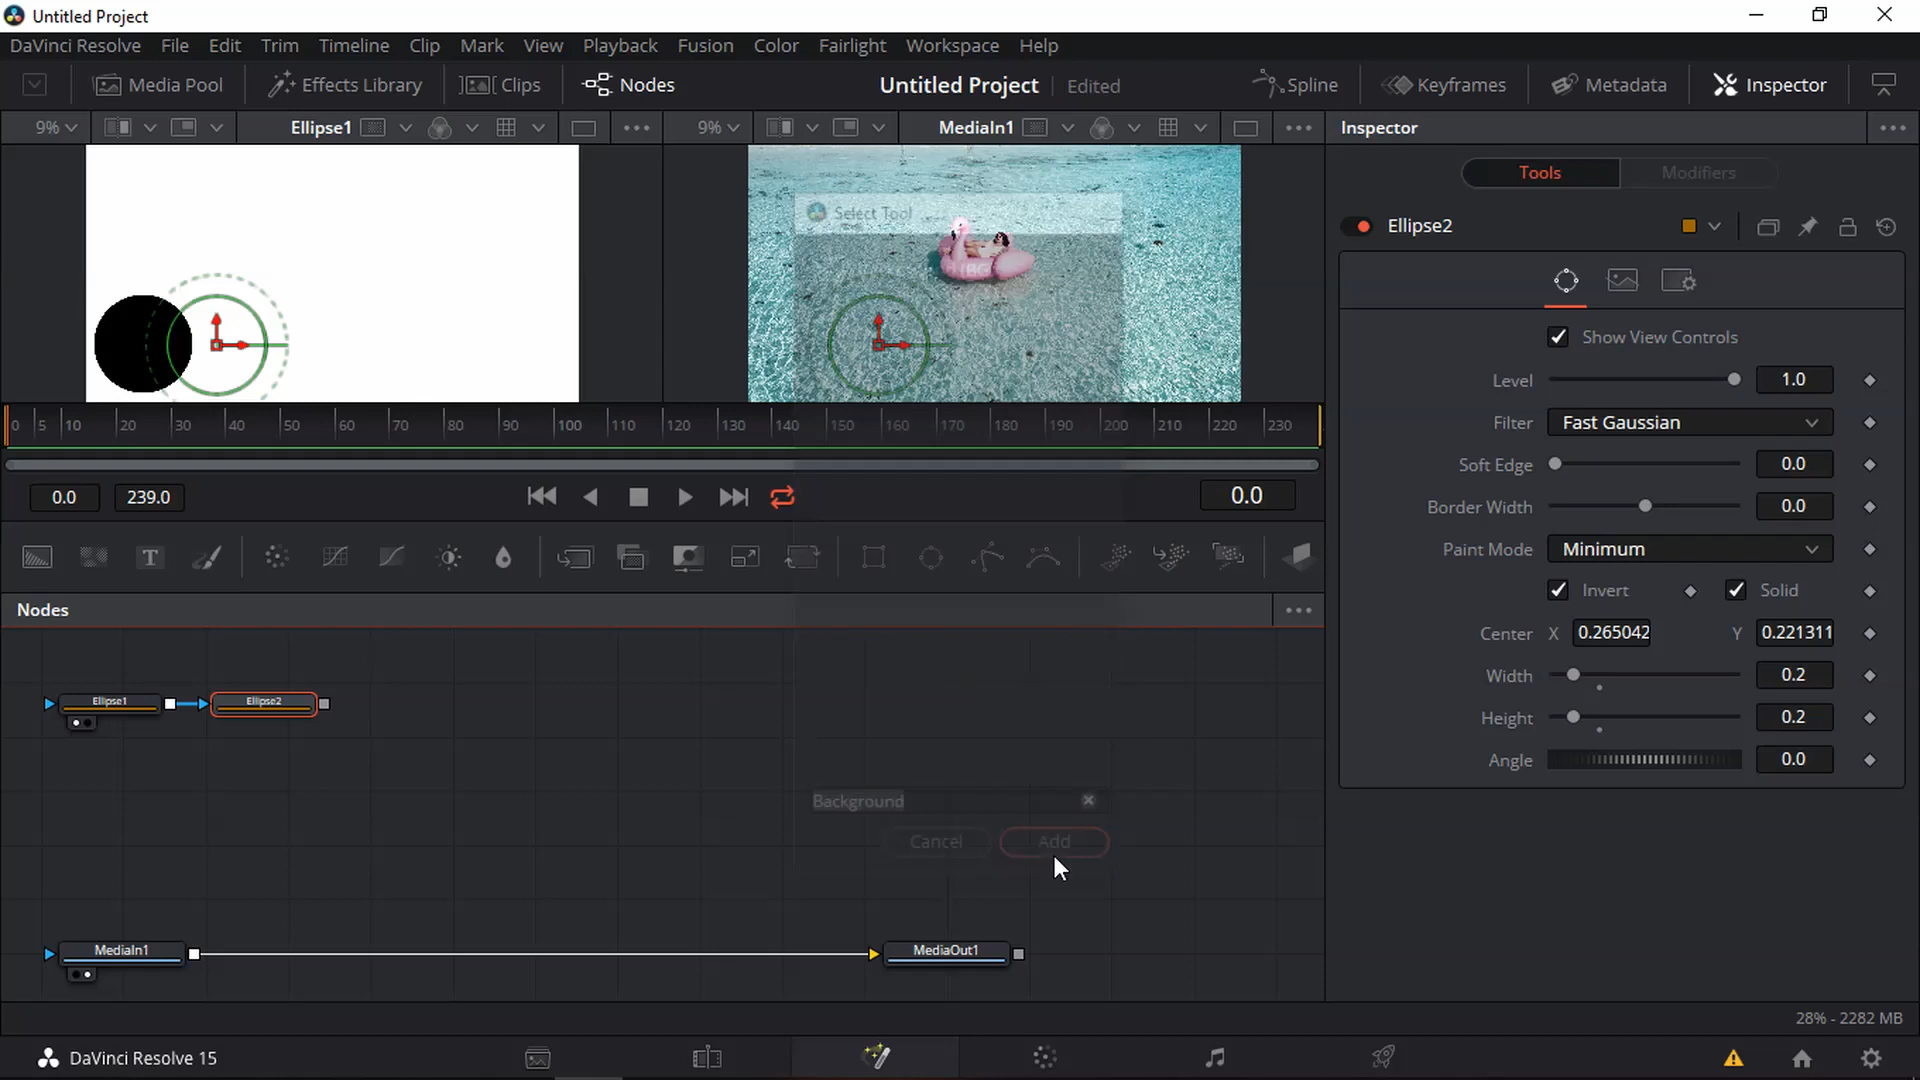 Untitled Project
DaVinci Resolve File Edit Trim Timeline Clip Mark View Playback Fusion Color Fairlight Workspace Help
Media Pool Effects Library Clips Nodes Untitled Project Edited Spline Keyframes Metadata Inspector
9% Ellipse1 9% MediaIn1 Inspector
Tools Modifiers
Select Tool
Ellipse2
Show View Controls
Level 1.0
Filter Fast Gaussian
0 5 10 20 30 40 50 60 70 80 90 100 110 120 130 140 150 160 170 180 190 200 210 220 230
Soft Edge 0.0
0.0 239.0 0.0
Border Width 0.0
Paint Mode Minimum
Invert Solid
Nodes
Center X 0.265042 Y 0.221311
Width 0.2
Ellipse1 Ellipse2
Height 0.2
Angle 0.0
Background
Cancel Add
MediaIn1 MediaOut1
28% - 2282 MB
DaVinci Resolve 15